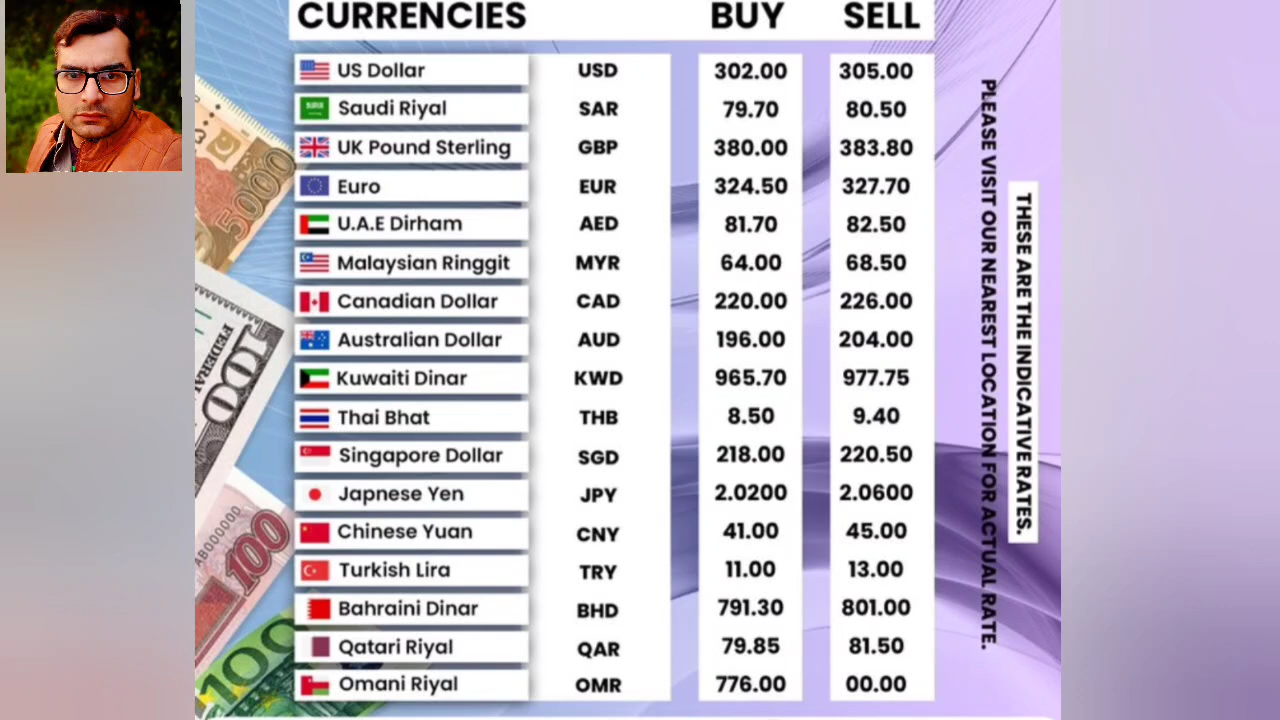 CURRENCIES BUY SELL
US Dollar USD 302.00 305.00
Saudi Riyal SAR 79.70 80.50
UK Pound Sterling GBP 380.00 383.80
Euro EUR 324.50 327.70
U.A.E Dirham AED 81.70 82.50
Malaysian Ringgit MYR 64.00 68.50
Canadian Dollar CAD 220.00 226.00
Australian Dollar AUD 196.00 204.00
Kuwaiti Dinar KWD 965.70 977.75
Thai Bhat THB 8.50 9.40
Singapore Dollar SGD 218.00 220.50
Japnese Yen JPY 2.0200 2.0600
Chinese Yuan CNY 41.00 45.00
Turkish Lira TRY 11.00 13.00
Bahraini Dinar BHD 791.30 801.00
Qatari Riyal QAR 79.85 81.50
Omani Riyal OMR 776.00 00.00
THESE ARE THE INDICATIVE RATES.
PLEASE VISIT OUR NEAREST LOCATION FOR ACTUAL RATE.
5000
FEDERAL
100
AB000000
100
100